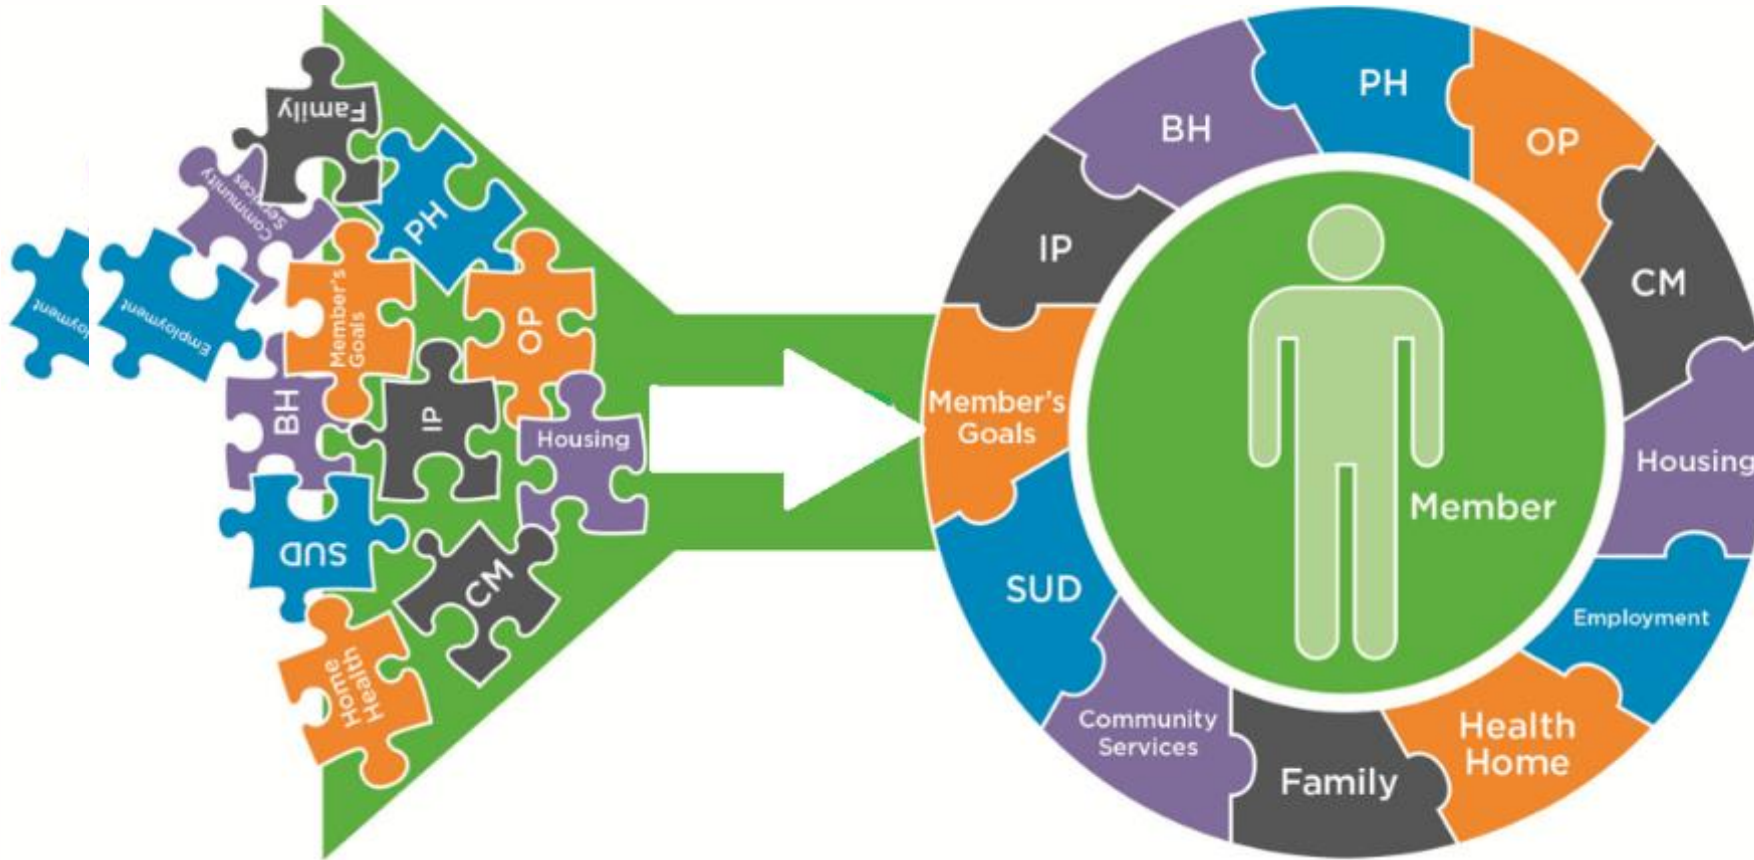 Family
PH
Community
Services
ployment
Employment
Member's
Goals
OP
BH
IP
Housing
SUD
CM
Home
Health
PH
BH
OP
IP
CM
Member's
Goals
Housing
Member
SUD
Employment
Community
Services
Health
Home
Family